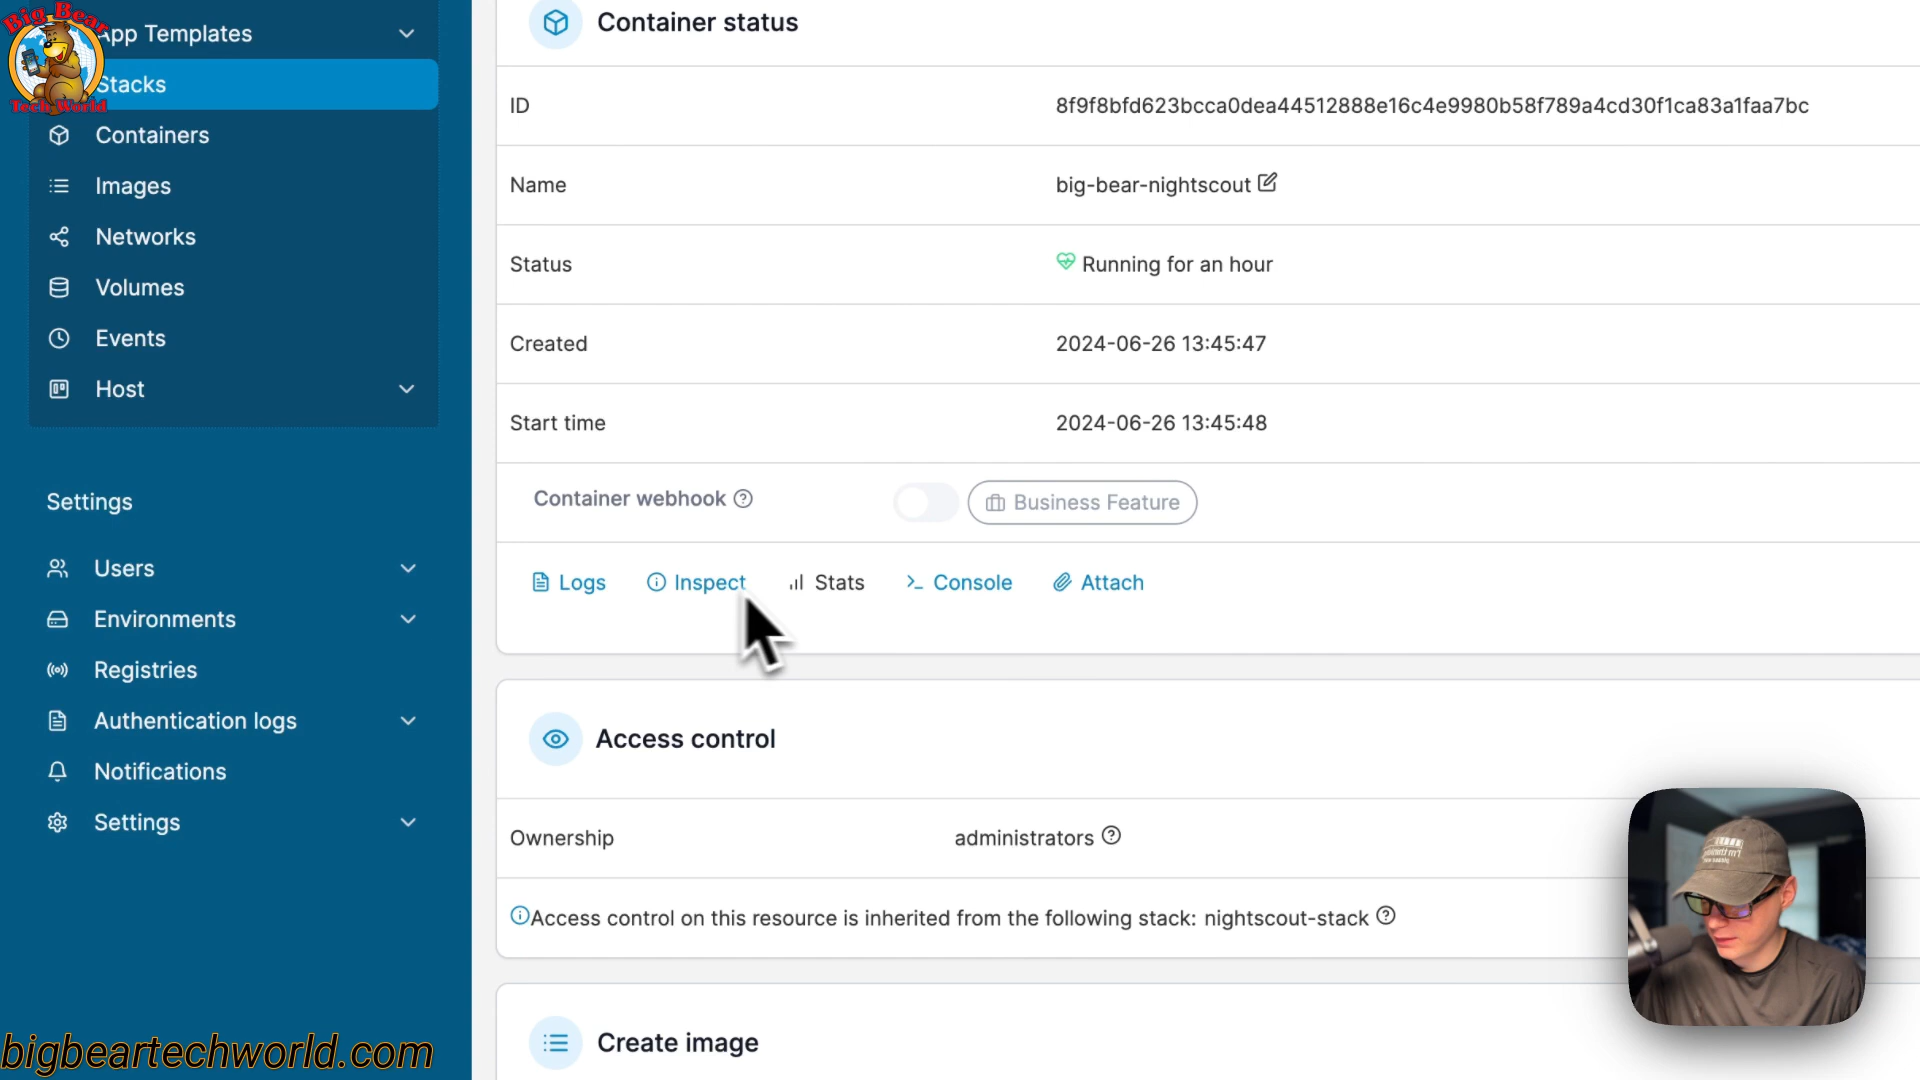 Big Bear
Tech World
App Templates
Stacks
Containers
Images
Networks
Volumes
Events
Host
Settings
Users
Environments
Registries
Authentication logs
Notifications
Settings
bigbeartechworld.com
Container status
ID 8f9f8bfd623bcca0dea44512888e16c4e9980b58f789a4cd30f1ca83a1faa7bc
Name big-bear-nightscout
Status Running for an hour
Created 2024-06-26 13:45:47
Start time 2024-06-26 13:45:48
Container webhook Business Feature
Logs Inspect Stats Console Attach
Access control
Ownership administrators
Access control on this resource is inherited from the following stack: nightscout-stack
Create image